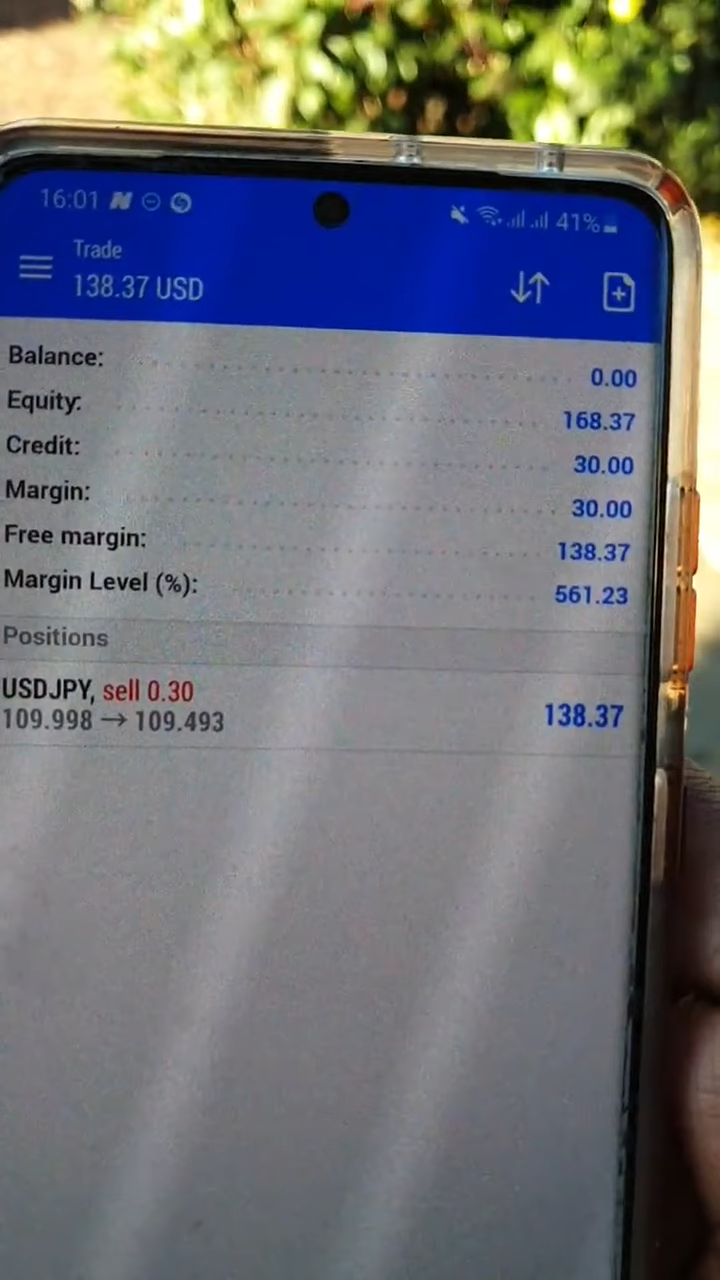 16:01 41%
Trade
138.37 USD
Balance: 0.00
Equity: 168.37
Credit: 30.00
Margin: 30.00
Free margin: 138.37
Margin Level (%): 561.23
Positions
USDJPY, sell 0.30
109.998 → 109.493 138.37